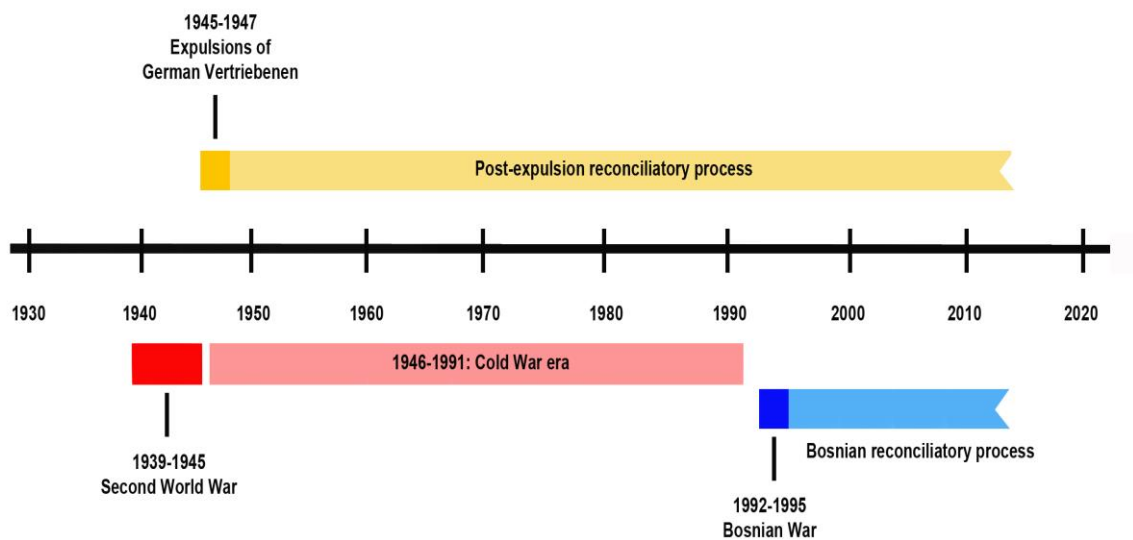 1945-1947
Expulsions of
German Vertriebenen
Post-expulsion reconciliatory process
1930 1940 1950 1960 1970 1980 1990 2000 2010 2020
1946-1991: Cold War era
1939-1945
Second World War
Bosnian reconciliatory process
1992-1995
Bosnian War